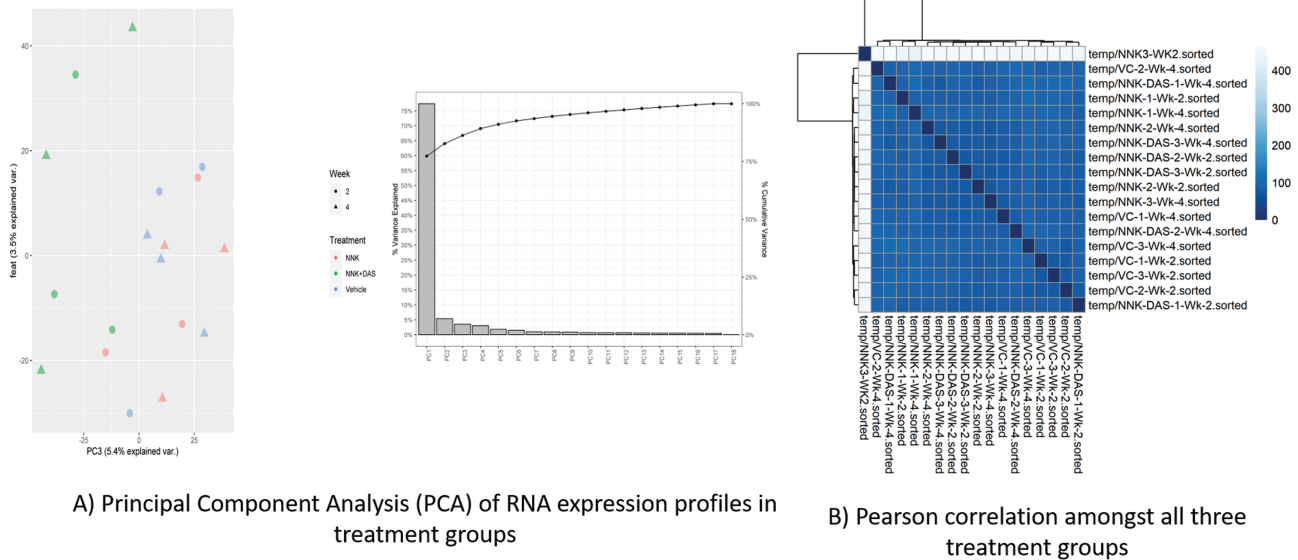 40
20
0
-20
-25
0
25
feat (3.5% explained var.)
PC3 (5.4% explained var.)
Week
2
4
Treatment
NNK
NNK+DAS
Vehicle
% Variance Explained
75%
70%
65%
60%
55%
50%
45%
40%
35%
30%
25%
20%
15%
10%
5%
0%
100%
75%
50%
25%
0%
% Cumulative Variance
PC1
PC2
PC3
PC4
PC5
PC6
PC7
PC8
PC9
PC10
PC11
PC12
PC13
PC14
PC15
PC16
PC17
PC18
A) Principal Component Analysis (PCA) of RNA expression profiles in
treatment groups
temp/NNK3-WK2.sorted
temp/VC-2-Wk-4.sorted
temp/NNK-DAS-1-Wk-4.sorted
temp/NNK-1-Wk-2.sorted
temp/NNK-1-Wk-4.sorted
temp/NNK-2-Wk-4.sorted
temp/NNK-DAS-3-Wk-4.sorted
temp/NNK-DAS-2-Wk-2.sorted
temp/NNK-DAS-3-Wk-2.sorted
temp/NNK-2-Wk-2.sorted
temp/NNK-3-Wk-4.sorted
temp/VC-1-Wk-4.sorted
temp/NNK-DAS-2-Wk-4.sorted
temp/VC-3-Wk-4.sorted
temp/VC-1-Wk-2.sorted
temp/VC-3-Wk-2.sorted
temp/VC-2-Wk-2.sorted
temp/NNK-DAS-1-Wk-2.sorted
400
300
200
100
0
temp/NNK3-WK2.sorted
temp/VC-2-Wk-4.sorted
temp/NNK-DAS-1-Wk-4.sorted
temp/NNK-1-Wk-2.sorted
temp/NNK-1-Wk-4.sorted
temp/NNK-2-Wk-4.sorted
temp/NNK-DAS-3-Wk-4.sorted
temp/NNK-DAS-2-Wk-2.sorted
temp/NNK-DAS-3-Wk-2.sorted
temp/NNK-2-Wk-2.sorted
temp/NNK-3-Wk-4.sorted
temp/VC-1-Wk-4.sorted
temp/NNK-DAS-2-Wk-4.sorted
temp/VC-3-Wk-4.sorted
temp/VC-1-Wk-2.sorted
temp/VC-3-Wk-2.sorted
temp/VC-2-Wk-2.sorted
temp/NNK-DAS-1-Wk-2.sorted
B) Pearson correlation amongst all three
treatment groups